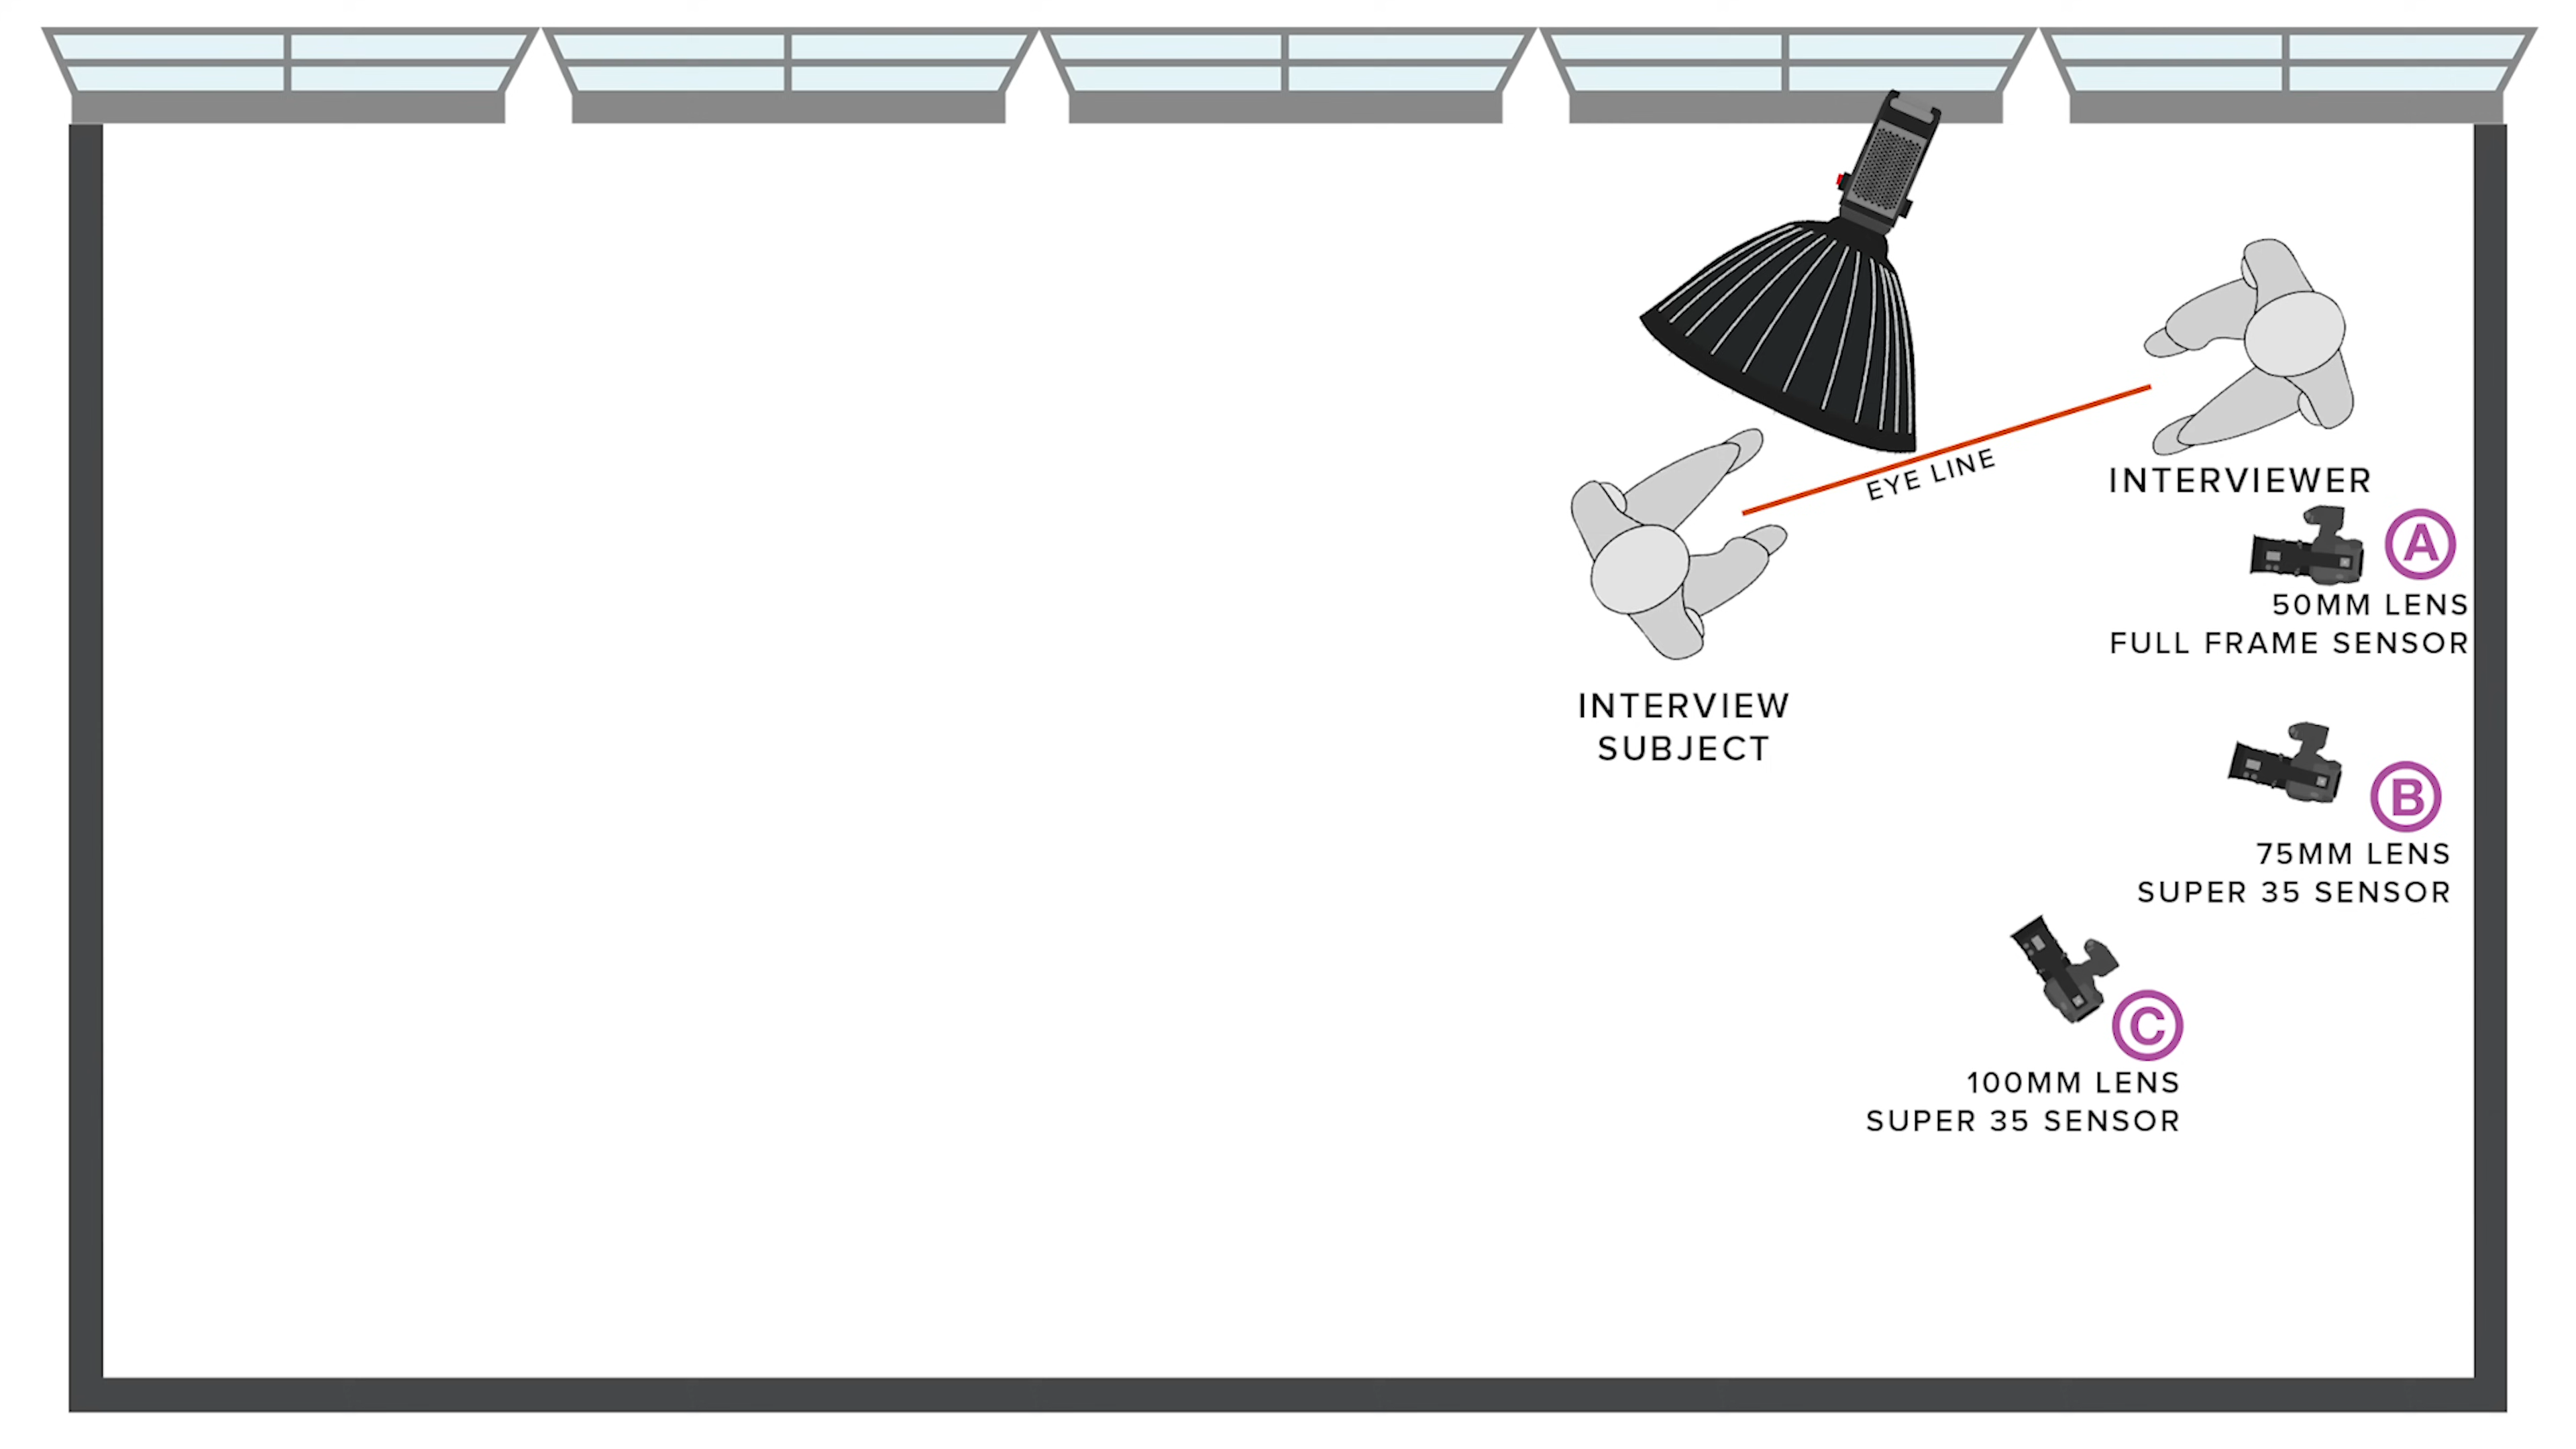 EYE LINE
INTERVIEWER
A
50MM LENS
FULL FRAME SENSOR
INTERVIEW
SUBJECT
B
75MM LENS
SUPER 35 SENSOR
C
100MM LENS
SUPER 35 SENSOR